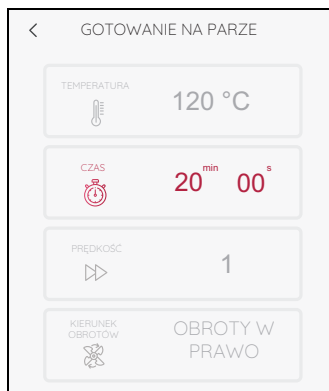 GOTOWANIE NA PARZE
TEMPERATURA
120 °C
CZAS
20 min 00 s
PRĘDKOŚĆ
1
KIERUNEK
OBROTÓW
OBROTY W
PRAWO